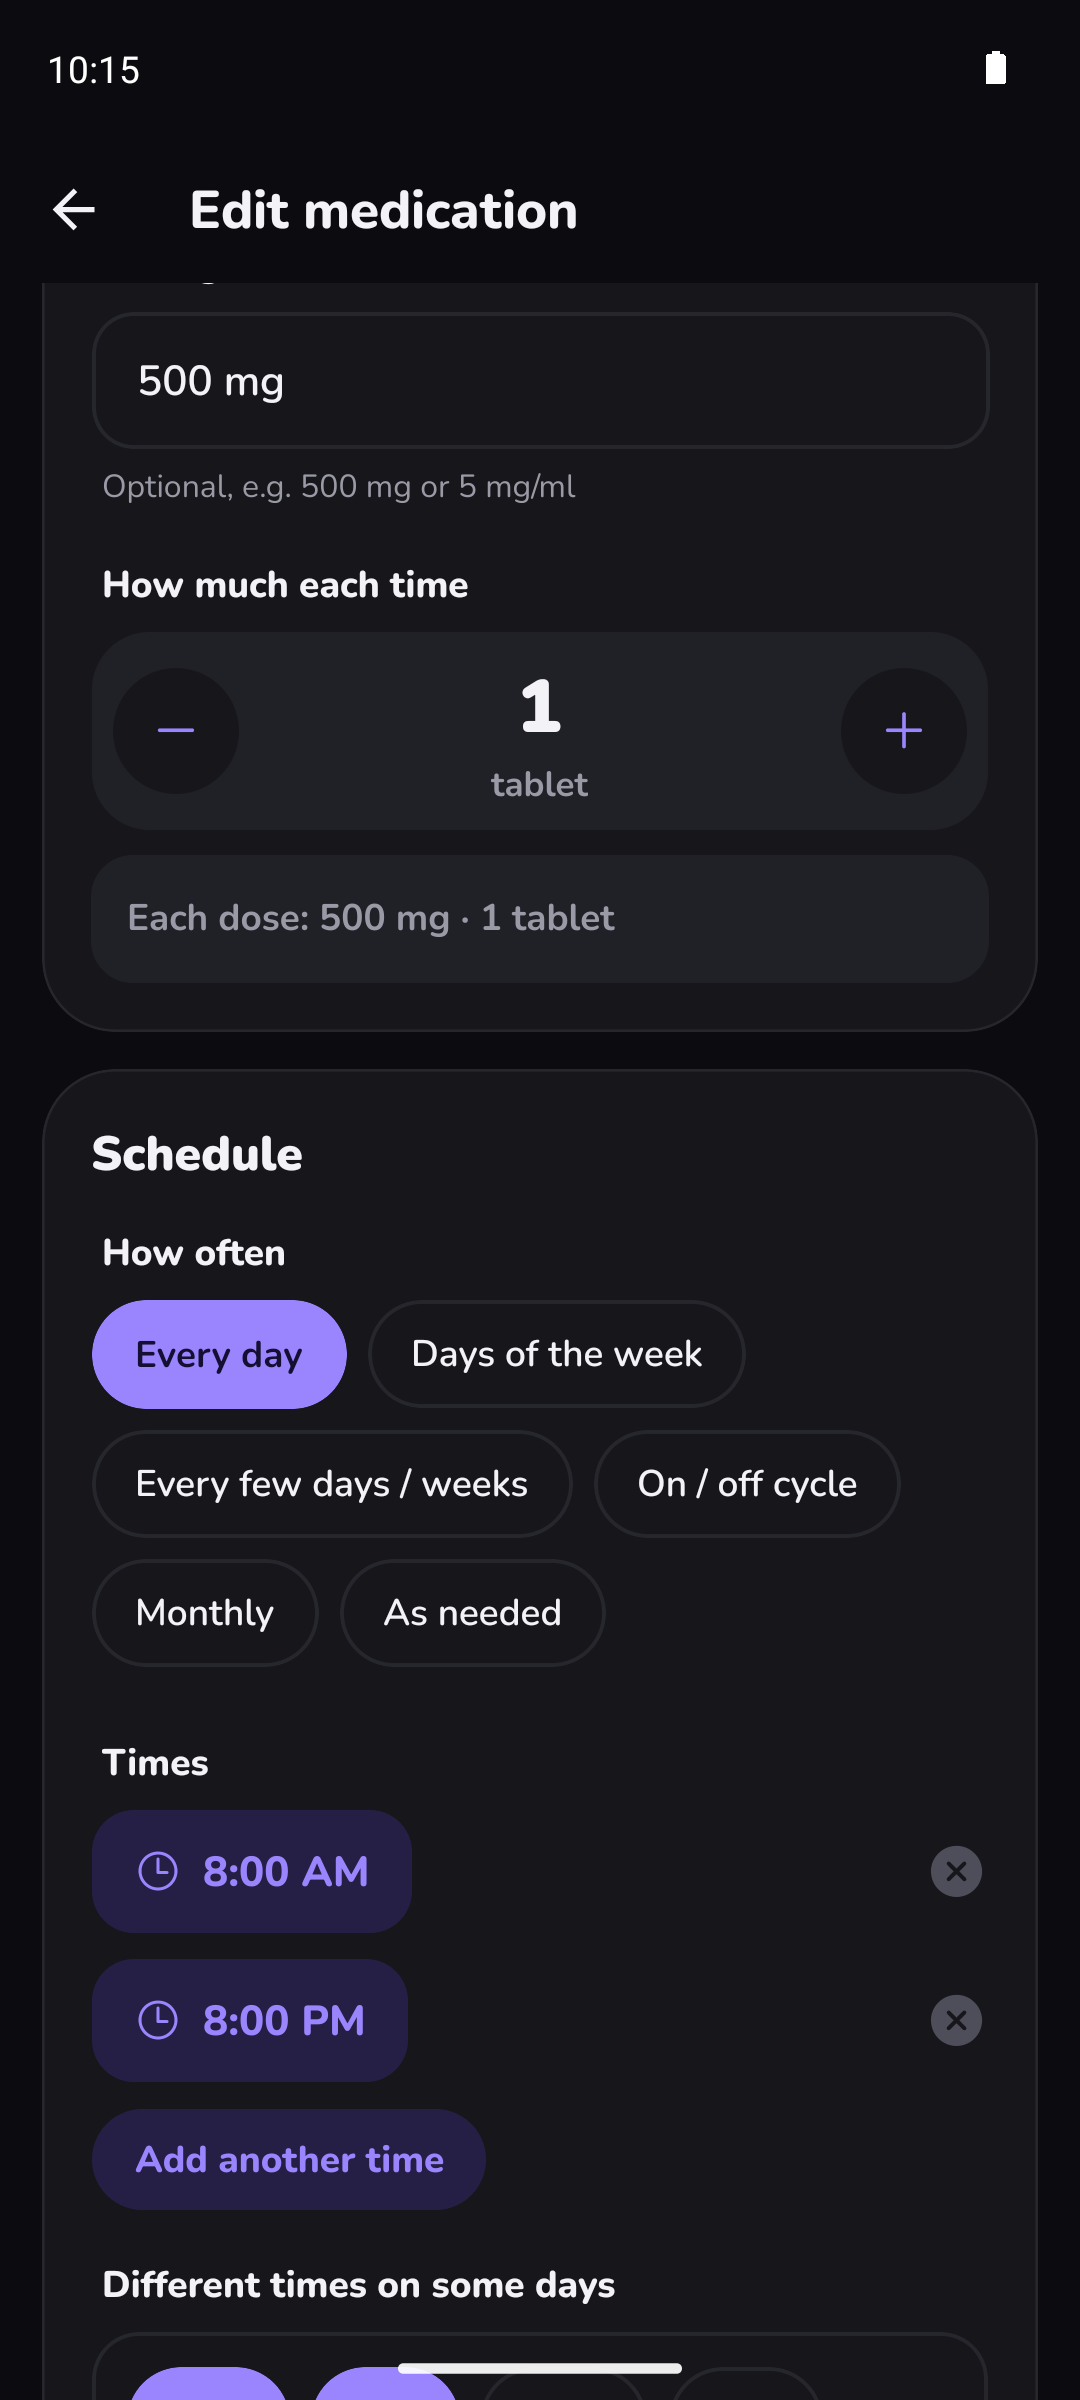 10:15
Edit medication
500 mg
Optional, e.g. 500 mg or 5 mg/ml
How much each time
1
tablet
Each dose: 500 mg · 1 tablet
Schedule
How often
Every day
Days of the week
Every few days / weeks
On / off cycle
Monthly
As needed
Times
8:00 AM
8:00 PM
Add another time
Different times on some days